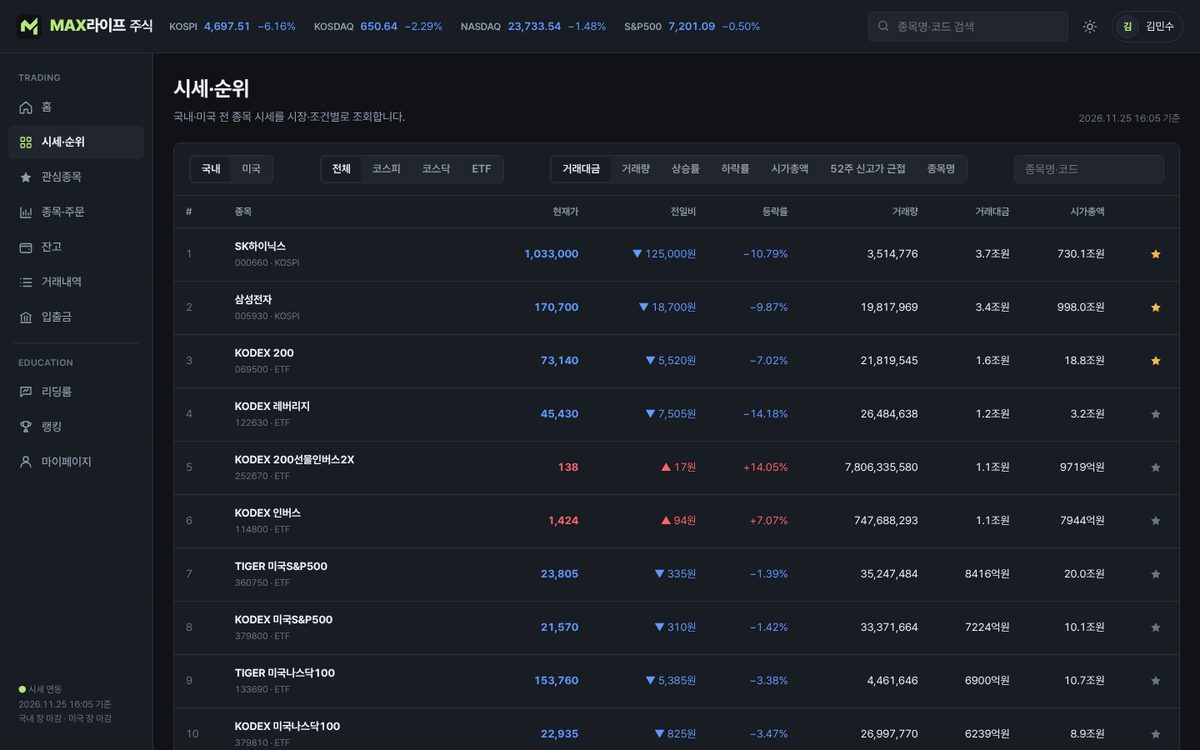 MAX라이프 주식 KOSPI 4,697.51 −6.16% KOSDAQ 650.64 −2.29% NASDAQ 23,733.54 −1.48% S&P500 7,201.09 −0.50% 종목명·코드 검색 김 김민수
TRADING
홈
시세·순위
관심종목
종목·주문
잔고
거래내역
입출금
EDUCATION
리딩룸
랭킹
마이페이지
시세 연동
2026.11.25 16:05 기준
국내 장 마감 · 미국 장 마감
시세·순위
국내·미국 전 종목 시세를 시장·조건별로 조회합니다.
2026.11.25 16:05 기준
국내 미국 전체 코스피 코스닥 ETF 거래대금 거래량 상승률 하락률 시가총액 52주 신고가 근접 종목명 종목명·코드
# 종목 현재가 전일비 등락률 거래량 거래대금 시가총액
1 SK하이닉스 1,033,000 ▼ 125,000원 −10.79% 3,514,776 3.7조원 730.1조원 ★
000660 · KOSPI
2 삼성전자 170,700 ▼ 18,700원 −9.87% 19,817,969 3.4조원 998.0조원 ★
005930 · KOSPI
3 KODEX 200 73,140 ▼ 5,520원 −7.02% 21,819,545 1.6조원 18.8조원 ★
069500 · ETF
4 KODEX 레버리지 45,430 ▼ 7,505원 −14.18% 26,484,638 1.2조원 3.2조원 ★
122630 · ETF
5 KODEX 200선물인버스2X 138 ▲ 17원 +14.05% 7,806,335,580 1.1조원 9719억원 ★
252670 · ETF
6 KODEX 인버스 1,424 ▲ 94원 +7.07% 747,688,293 1.1조원 7944억원 ★
114800 · ETF
7 TIGER 미국S&P500 23,805 ▼ 335원 −1.39% 35,247,484 8416억원 20.0조원 ★
360750 · ETF
8 KODEX 미국S&P500 21,570 ▼ 310원 −1.42% 33,371,664 7224억원 10.1조원 ★
379800 · ETF
9 TIGER 미국나스닥100 153,760 ▼ 5,385원 −3.38% 4,461,646 6900억원 10.7조원 ★
133690 · ETF
10 KODEX 미국나스닥100 22,935 ▼ 825원 −3.47% 26,997,770 6239억원 8.9조원 ★
379810 · ETF